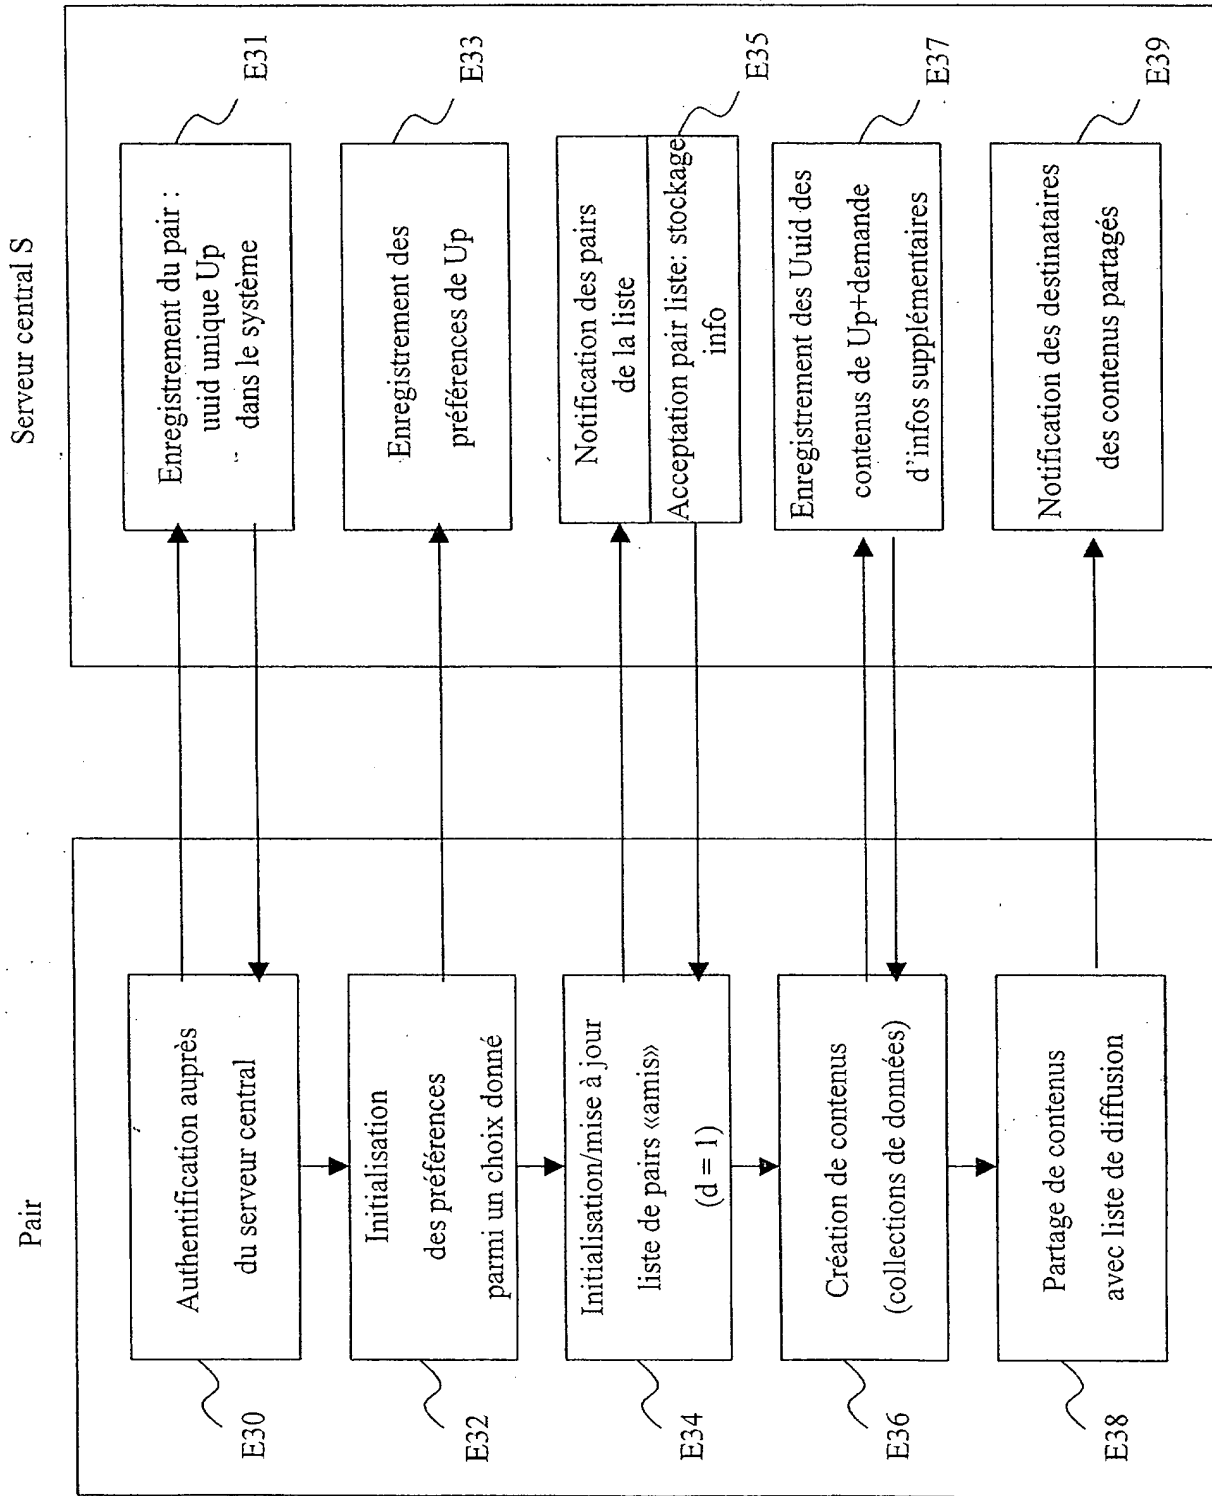 Pair
Serveur central S
E30
Authentification auprès
du serveur central
Enregistrement du pair :
uuid unique Up
dans le système
E31
E32
Initialisation
des préférences
parmi un choix donné
Enregistrement des
préférences de Up
E33
E34
Initialisation/mise à jour
liste de pairs «amis»
(d = 1)
Notification des pairs
de la liste
Acceptation pair liste: stockage
info
E35
E36
Création de contenus
(collections de données)
Enregistrement des Uuid des
contenus de Up+demande
d'infos supplémentaires
E37
E38
Partage de contenus
avec liste de diffusion
Notification des destinataires
des contenus partagés
E39